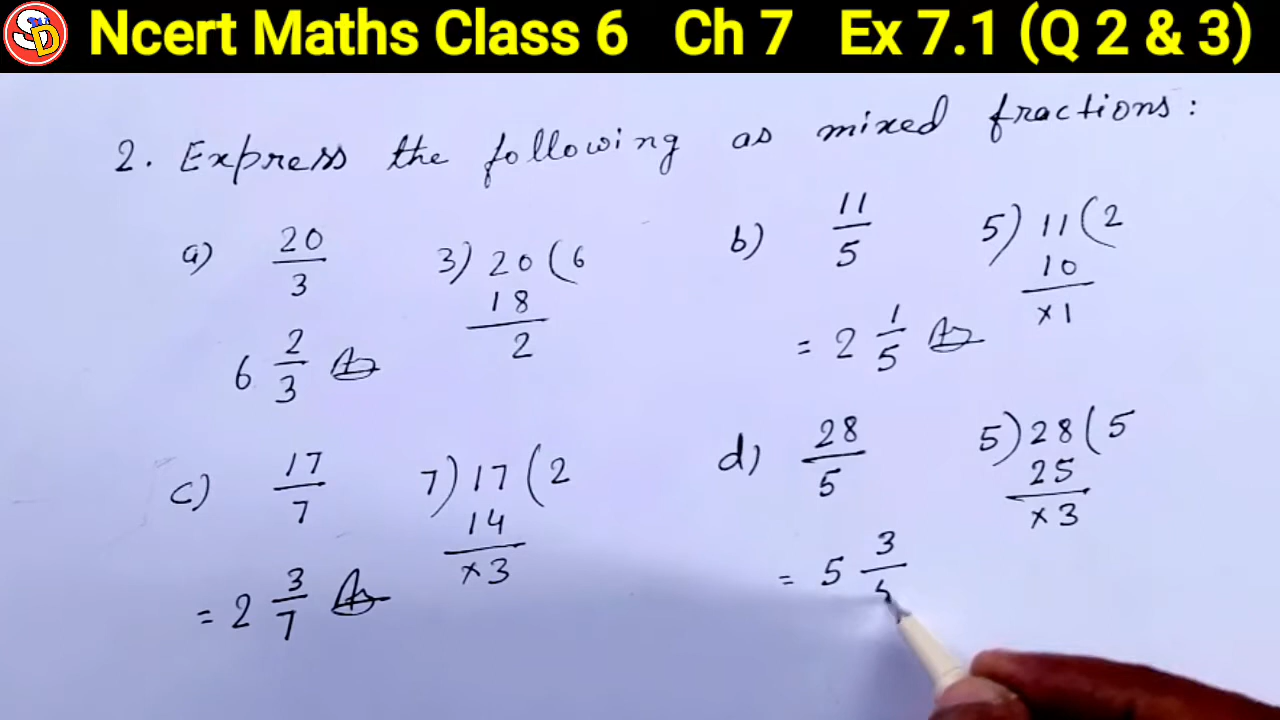 SD
Ncert Maths Class 6 Ch 7 Ex 7.1 (Q 2 & 3)
2. Express the following as mixed fractions:
a) 20/3 3) 20 (6
18
2
6 2/3 Ans
b) 11/5 5) 11 (2
10
×1
= 2 1/5 Ans
c) 17/7 7) 17 (2
14
×3
= 2 3/7 Ans
d) 28/5 5) 28 (5
25
×3
= 5 3/5